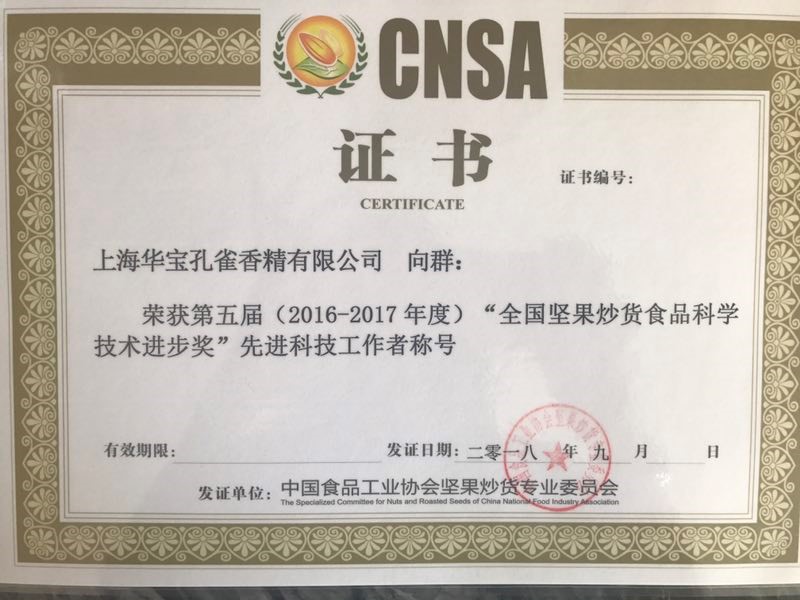 CNSA
证书
CERTIFICATE
证书编号：
上海华宝孔雀香精有限公司 向群：
荣获第五届（2016-2017年度）“全国坚果炒货食品科学
技术进步奖”先进科技工作者称号
有效期限：
发证日期：二零一八年九月 日
发证单位：中国食品工业协会坚果炒货专业委员会
The Specialized Committee for Nuts and Roasted Seeds of China National Food Industry Association